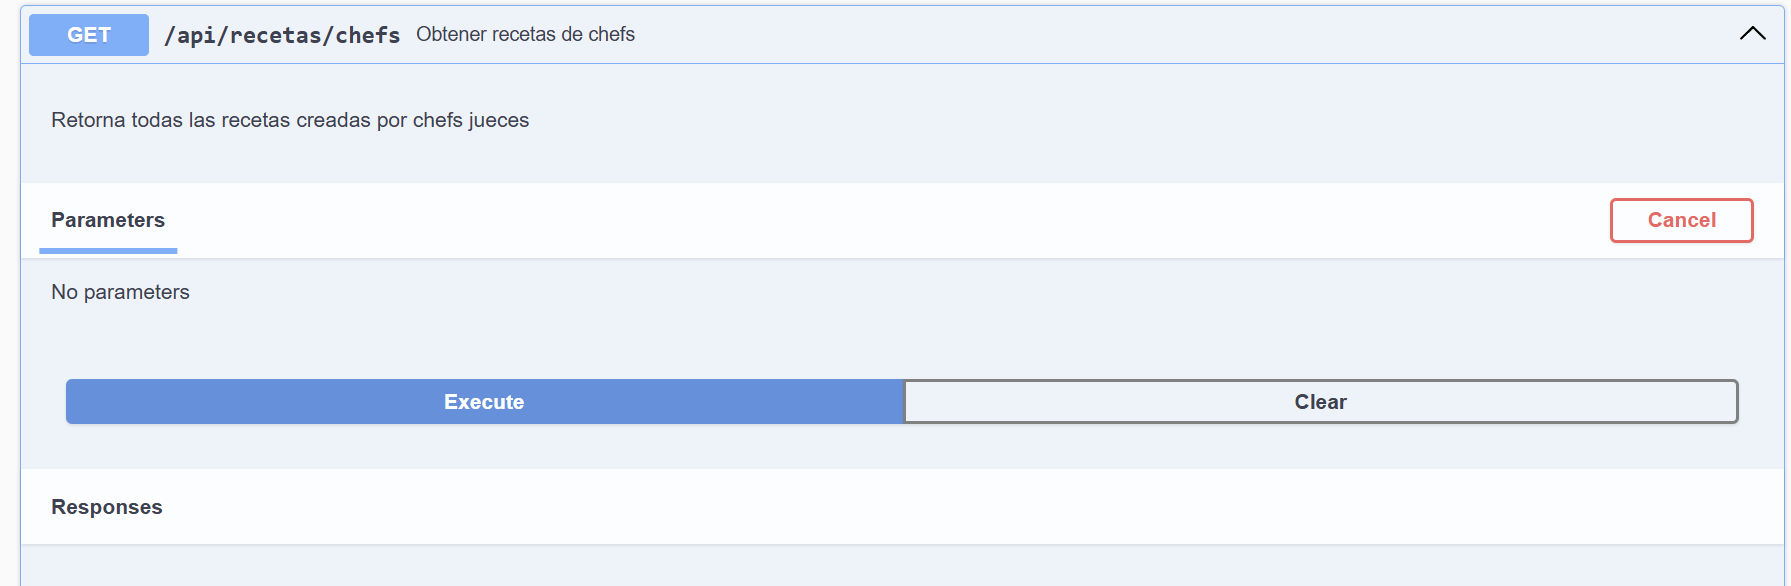 GET /api/recetas/chefs Obtener recetas de chefs
Retorna todas las recetas creadas por chefs jueces
Parameters Cancel
No parameters
Execute Clear
Responses